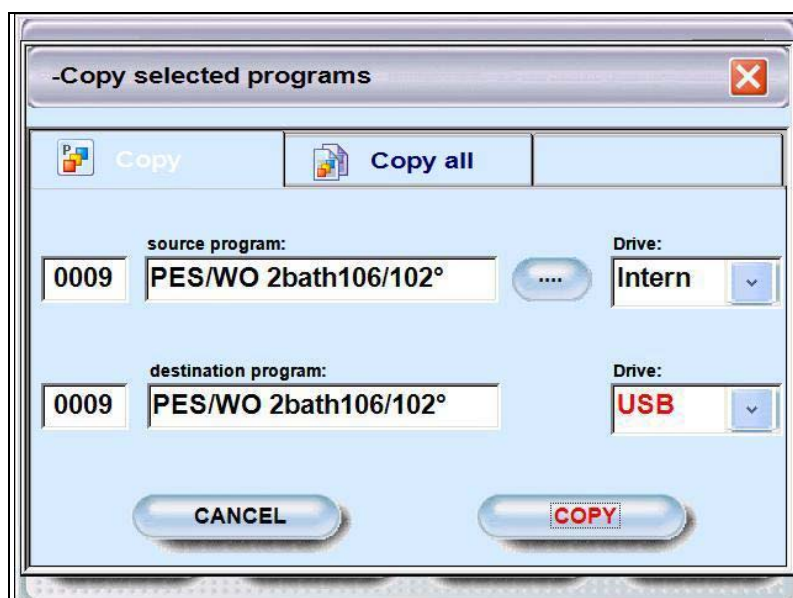 -Copy selected programs
P
Copy
Copy all
source program:
Drive:
0009
PES/WO 2bath106/102°
....
Intern
destination program:
Drive:
0009
PES/WO 2bath106/102°
USB
CANCEL
COPY